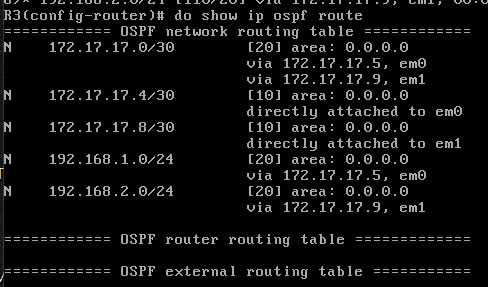 R3(config-router)# do show ip ospf route
============ OSPF network routing table ============
N    172.17.17.0/30        [20] area: 0.0.0.0
                           via 172.17.17.5, em0
                           via 172.17.17.9, em1
N    172.17.17.4/30        [10] area: 0.0.0.0
                           directly attached to em0
N    172.17.17.8/30        [10] area: 0.0.0.0
                           directly attached to em1
N    192.168.1.0/24        [20] area: 0.0.0.0
                           via 172.17.17.5, em0
N    192.168.2.0/24        [20] area: 0.0.0.0
                           via 172.17.17.9, em1
============ OSPF router routing table =============
============ OSPF external routing table ===========